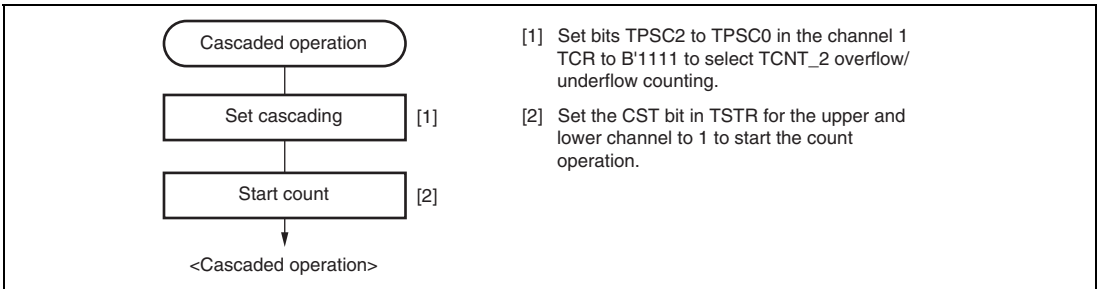 Cascaded operation
Set cascading [1]
Start count [2]
<Cascaded operation>
[1] Set bits TPSC2 to TPSC0 in the channel 1
TCR to B'1111 to select TCNT_2 overflow/
underflow counting.
[2] Set the CST bit in TSTR for the upper and
lower channel to 1 to start the count
operation.